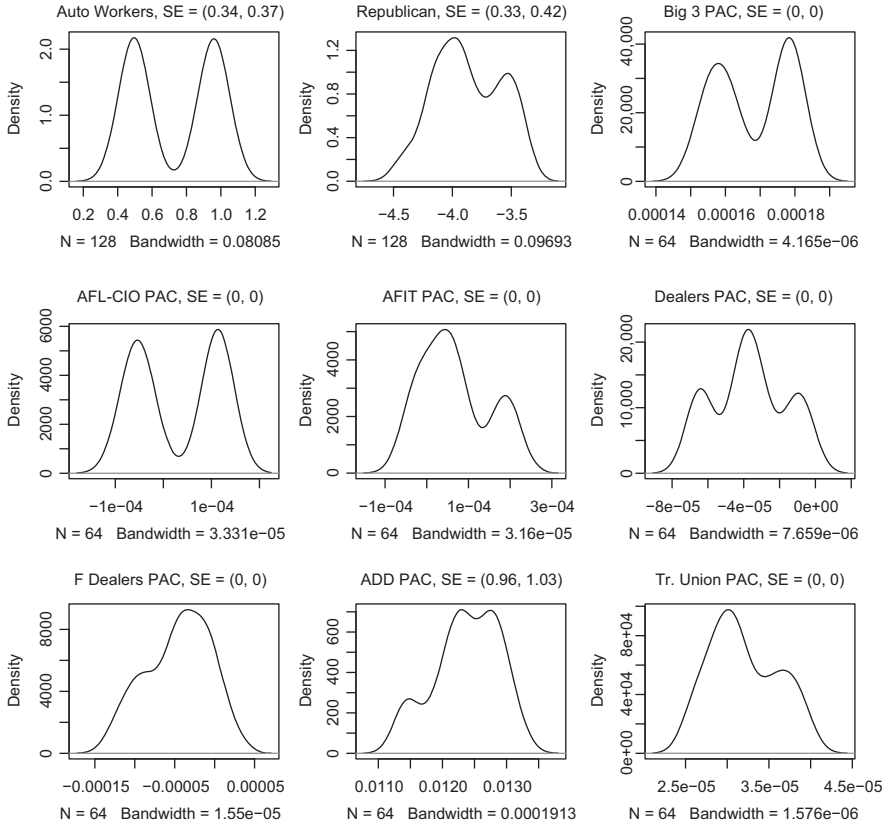 Auto Workers, SE = (0.34, 0.37)
Density
0.0 1.0 2.0
0.2 0.4 0.6 0.8 1.0 1.2
N = 128 Bandwidth = 0.08085
Republican, SE = (0.33, 0.42)
Density
0.0 0.4 0.8 1.2
−4.5 −4.0 −3.5
N = 128 Bandwidth = 0.09693
Big 3 PAC, SE = (0, 0)
Density
0 20,000 40,000
0.00014 0.00016 0.00018
N = 64 Bandwidth = 4.165e−06
AFL-CIO PAC, SE = (0, 0)
Density
0 2000 4000 6000
−1e−04 1e−04
N = 64 Bandwidth = 3.331e−05
AFIT PAC, SE = (0, 0)
Density
0 2000 4000
−1e−04 1e−04 3e−04
N = 64 Bandwidth = 3.16e−05
Dealers PAC, SE = (0, 0)
Density
0 10,000 20,000
−8e−05 −4e−05 0e+00
N = 64 Bandwidth = 7.659e−06
F Dealers PAC, SE = (0, 0)
Density
0 4000 8000
−0.00015 −0.00005 0.00005
N = 64 Bandwidth = 1.55e−05
ADD PAC, SE = (0.96, 1.03)
Density
0 200 400 600
0.0110 0.0120 0.0130
N = 64 Bandwidth = 0.0001913
Tr. Union PAC, SE = (0, 0)
Density
0e+00 4e+04 8e+04
2.5e−05 3.5e−05 4.5e−05
N = 64 Bandwidth = 1.576e−06